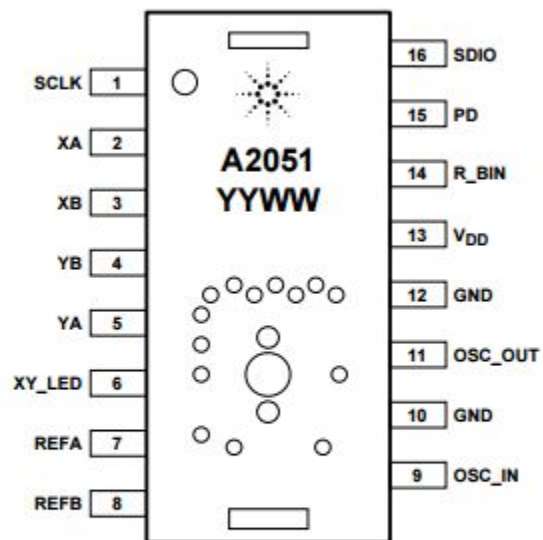 SCLK 1
XA 2
XB 3
YB 4
YA 5
XY_LED 6
REFA 7
REFB 8
A2051
YYWW
16 SDIO
15 PD
14 R_BIN
13 VDD
12 GND
11 OSC_OUT
10 GND
9 OSC_IN